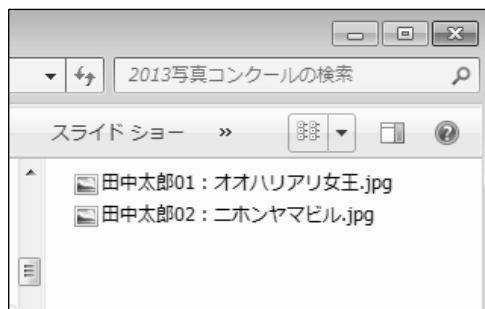 2013写真コンクールの検索
スライド ショー »
田中太郎01：オオハリアリ女王.jpg
田中太郎02：ニホンヤマビル.jpg